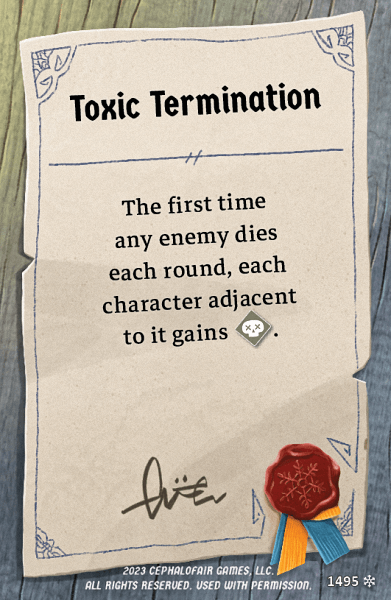 Toxic Termination
The first time
any enemy dies
each round, each
character adjacent
to it gains .
2023 CEPHALOFAIR GAMES, LLC.
ALL RIGHTS RESERVED. USED WITH PERMISSION.
1495